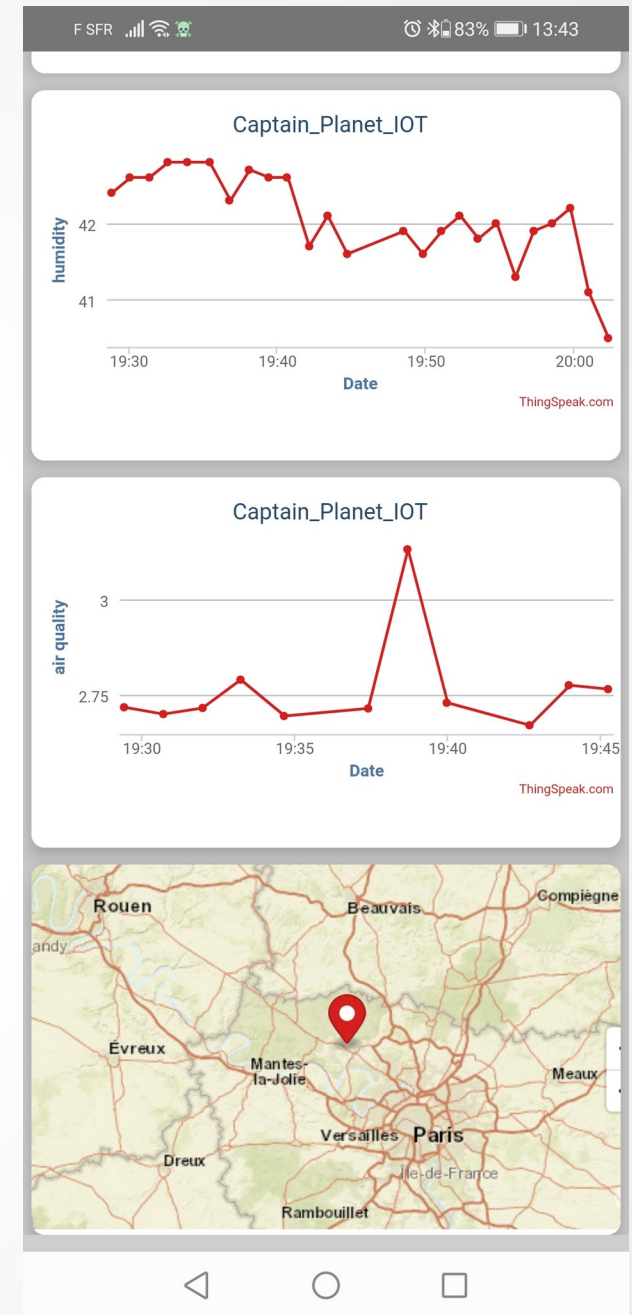 F SFR 83% 13:43
Captain_Planet_IOT
humidity
42
41
19:30 19:40 19:50 20:00
Date
ThingSpeak.com
Captain_Planet_IOT
air quality
3
2.75
19:30 19:35 19:40 19:45
Date
ThingSpeak.com
Rouen
Beauvais
Compiègne
andy
Évreux
Mantes-
la-Jolie
Meaux
Versailles Paris
Dreux
Île-de-France
Rambouillet